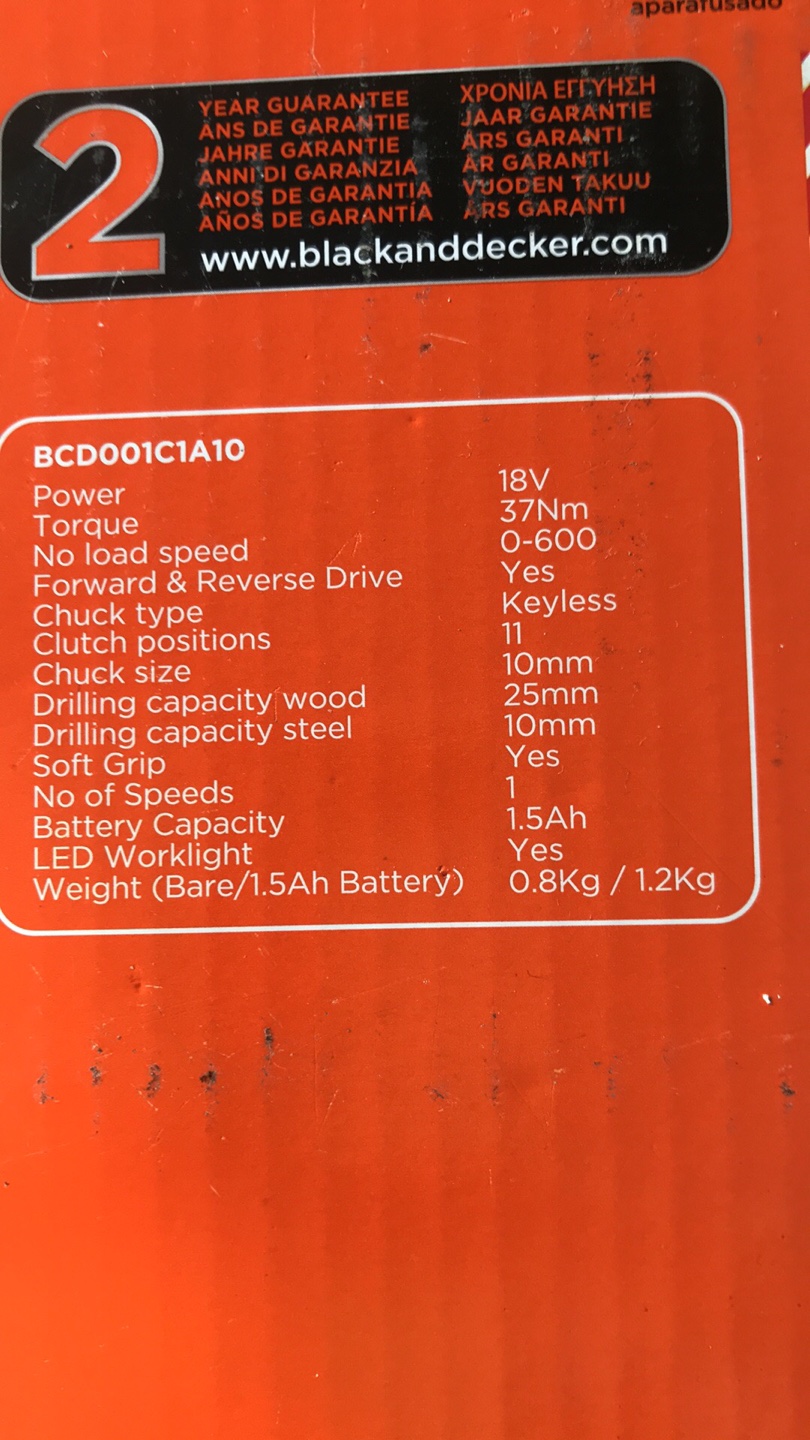 aparafusado
2
YEAR GUARANTEE
ANS DE GARANTIE
JAHRE GARANTIE
ANNI DI GARANZIA
ANOS DE GARANTIA
AÑOS DE GARANTÍA
ΧΡΟΝΙΑ ΕΓΓΥΗΣΗ
JAAR GARANTIE
ÅRS GARANTI
ÅR GARANTI
VUODEN TAKUU
ÅRS GARANTI
www.blackanddecker.com
BCD001C1A10
Power 18V
Torque 37Nm
No load speed 0-600
Forward & Reverse Drive Yes
Chuck type Keyless
Clutch positions 11
Chuck size 10mm
Drilling capacity wood 25mm
Drilling capacity steel 10mm
Soft Grip Yes
No of Speeds 1
Battery Capacity 1.5Ah
LED Worklight Yes
Weight (Bare/1.5Ah Battery) 0.8Kg / 1.2Kg